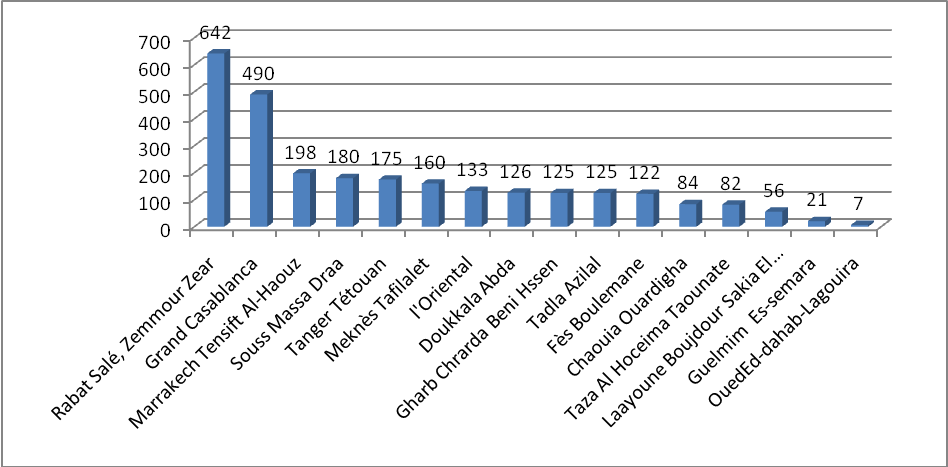 700
600
500
400
300
200
100
0
642
490
198
180
175
160
133
126
125
125
122
84
82
56
21
7
Rabat Salé, Zemmour Zear
Grand Casablanca
Marrakech Tensift Al-Haouz
Souss Massa Draa
Tanger Tétouan
Meknès Tafilalet
l'Oriental
Doukkala Abda
Gharb Chrarda Beni Hssen
Tadla Azilal
Fès Boulemane
Chaouia Ouardigha
Taza Al Hoceima Taounate
Laayoune Boujdour Sakia El...
Guelmim Es-semara
OuedEd-dahab-Lagouira